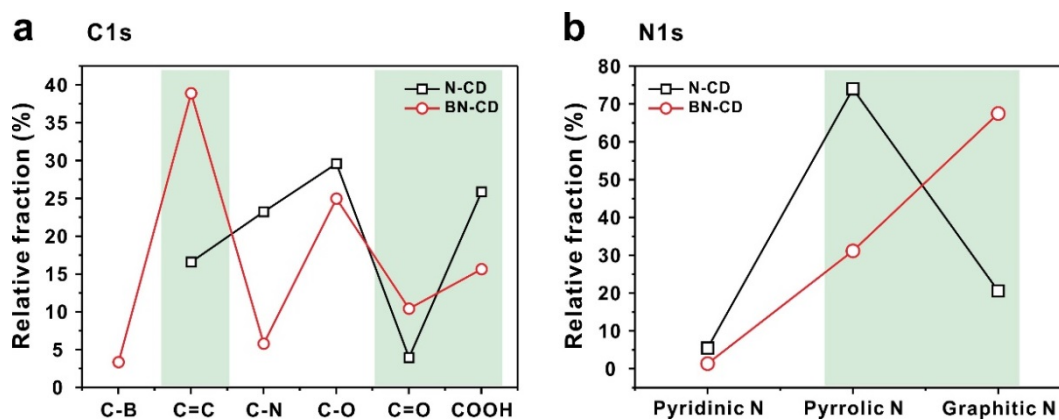 a C1s
Relative fraction (%)
40
35
30
25
20
15
10
5
0
N-CD
BN-CD
C-B C=C C-N C-O C=O COOH
b N1s
Relative fraction (%)
80
70
60
50
40
30
20
10
0
N-CD
BN-CD
Pyridinic N Pyrrolic N Graphitic N